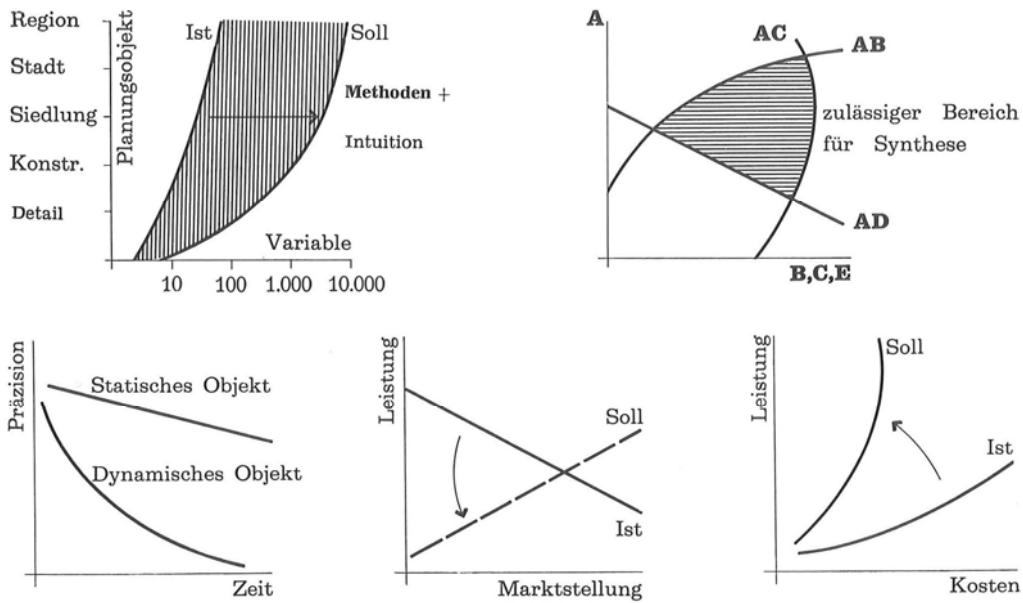 Region
Stadt
Siedlung
Konstr.
Detail
Planungsobjekt
Ist
Soll
Methoden +
Intuition
Variable
10
100
1.000
10.000
A
AC
AB
zulässiger Bereich
für Synthese
AD
B,C,E
Präzision
Statisches Objekt
Dynamisches Objekt
Zeit
Leistung
Soll
Ist
Marktstellung
Leistung
Soll
Ist
Kosten